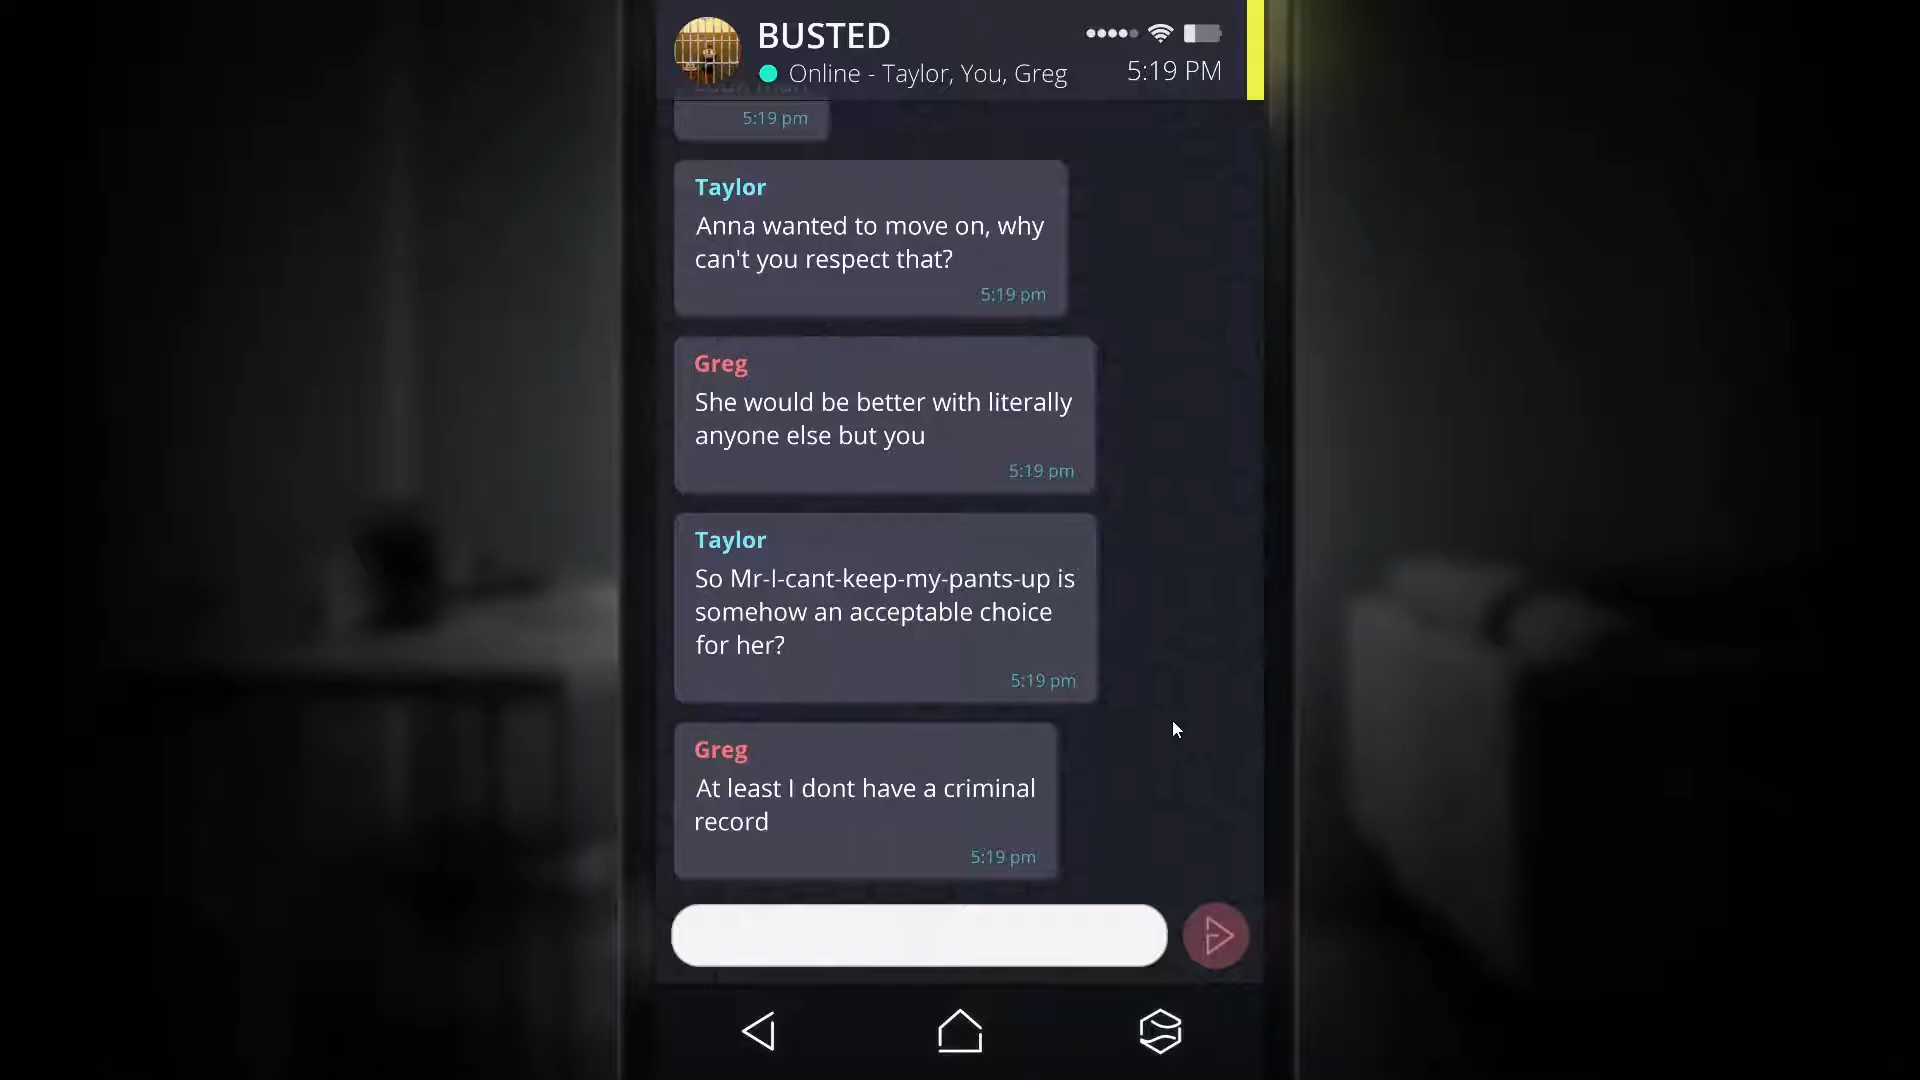 BUSTED
Online - Taylor, You, Greg
5:19 PM
5:19 pm
Taylor
Anna wanted to move on, why
can't you respect that?
5:19 pm
Greg
She would be better with literally
anyone else but you
5:19 pm
Taylor
So Mr-I-cant-keep-my-pants-up is
somehow an acceptable choice
for her?
5:19 pm
Greg
At least I dont have a criminal
record
5:19 pm